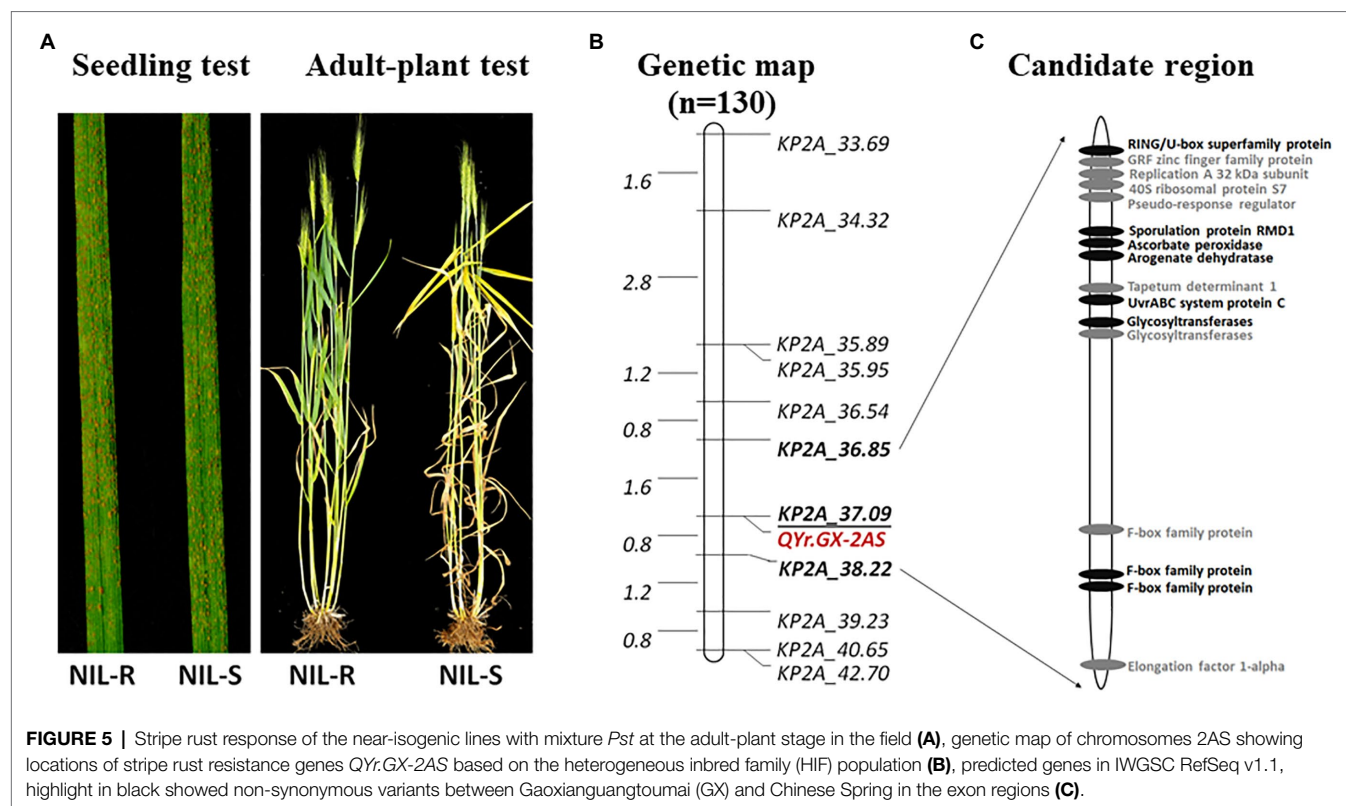 A
Seedling test
Adult-plant test
NIL-R
NIL-S
NIL-R
NIL-S
B
Genetic map
(n=130)
1.6
2.8
1.2
0.8
1.6
0.8
1.2
0.8
KP2A_33.69
KP2A_34.32
KP2A_35.89
KP2A_35.95
KP2A_36.54
KP2A_36.85
KP2A_37.09
QYr.GX-2AS
KP2A_38.22
KP2A_39.23
KP2A_40.65
KP2A_42.70
C
Candidate region
RING/U-box superfamily protein
GRF zinc finger family protein
Replication A 32 kDa subunit
40S ribosomal protein S7
Pseudo-response regulator
Sporulation protein RMD1
Ascorbate peroxidase
Arogenate dehydratase
Tapetum determinant 1
UvrABC system protein C
Glycosyltransferases
Glycosyltransferases
F-box family protein
F-box family protein
F-box family protein
Elongation factor 1-alpha
FIGURE 5 | Stripe rust response of the near-isogenic lines with mixture Pst at the adult-plant stage in the field (A), genetic map of chromosomes 2AS showing
locations of stripe rust resistance genes QYr.GX-2AS based on the heterogeneous inbred family (HIF) population (B), predicted genes in IWGSC RefSeq v1.1,
highlight in black showed non-synonymous variants between Gaoxianguangtoumai (GX) and Chinese Spring in the exon regions (C).